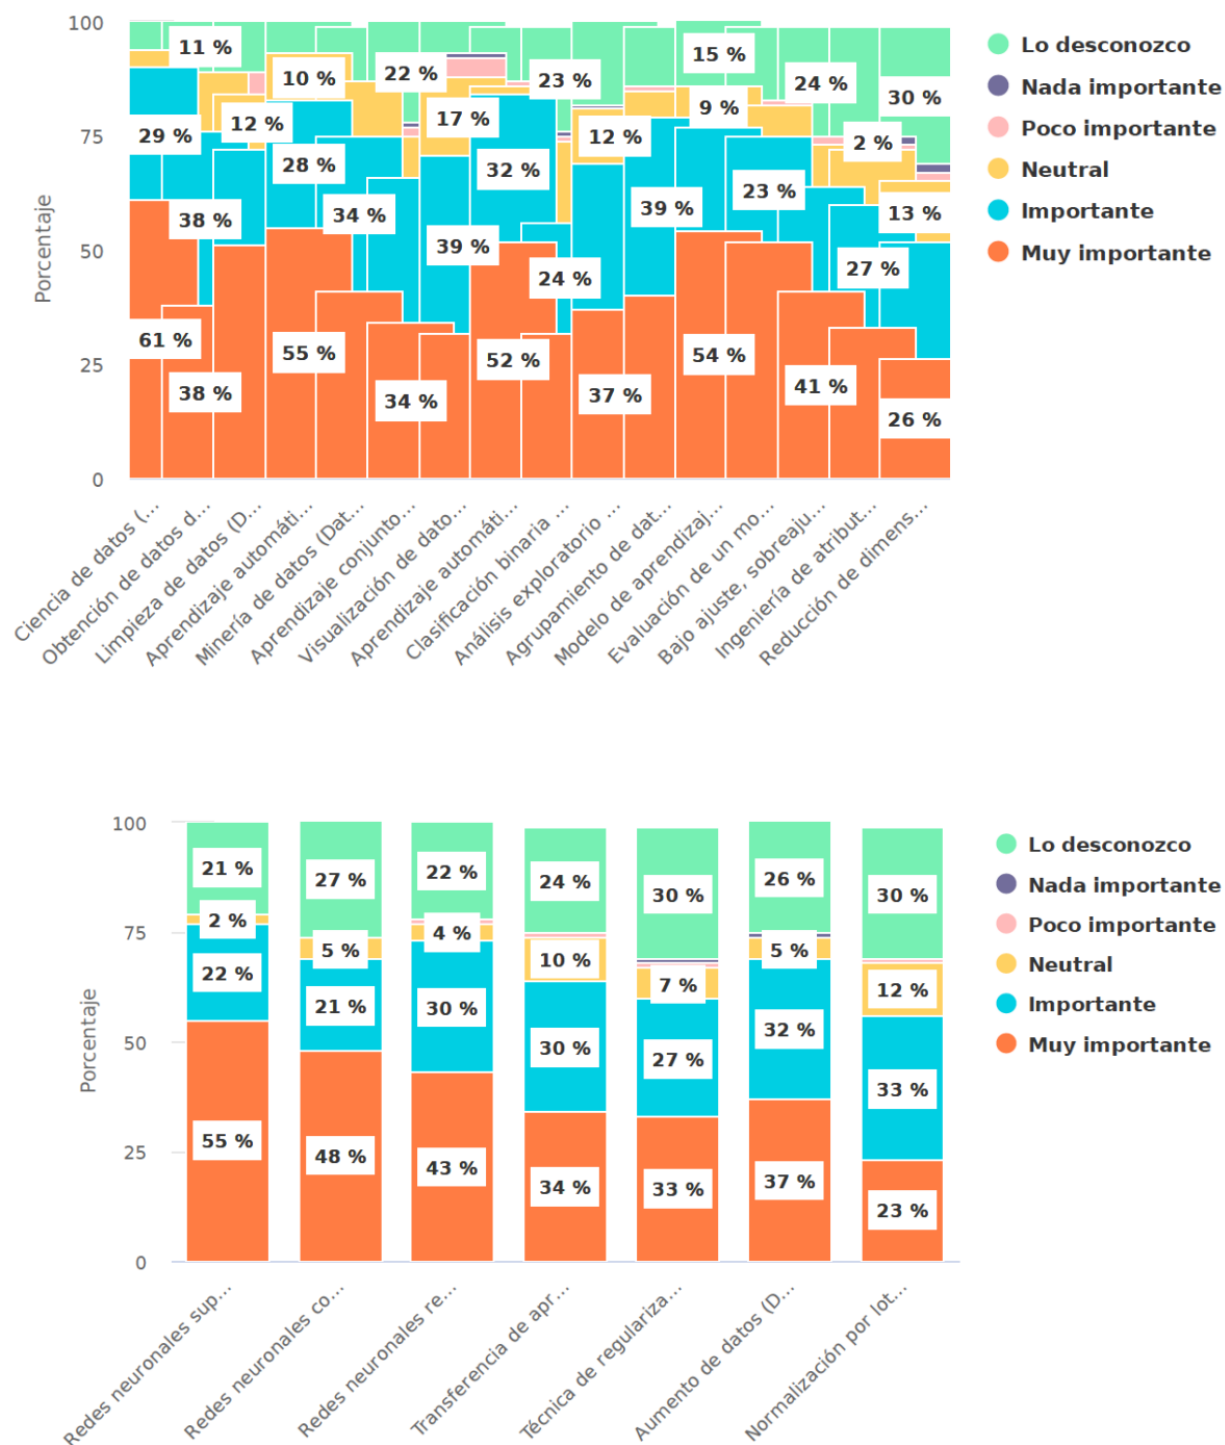 100
75
50
25
0
Porcentaje
11 %
10 %
22 %
23 %
15 %
24 %
30 %
29 %
12 %
17 %
12 %
9 %
2 %
28 %
32 %
38 %
34 %
39 %
23 %
13 %
39 %
24 %
27 %
61 %
55 %
52 %
54 %
38 %
34 %
37 %
41 %
26 %
Ciencia de datos (...
Obtención de datos d...
Limpieza de datos (D...
Aprendizaje automáti...
Minería de datos (Dat...
Aprendizaje conjunto...
Visualización de dato...
Aprendizaje automáti...
Clasificación binaria ...
Análisis exploratorio ...
Agrupamiento de dat...
Modelo de aprendizaj...
Evaluación de un mo...
Bajo ajuste, sobreaju...
Ingeniería de atribut...
Reducción de dimens...
Lo desconozco
Nada importante
Poco importante
Neutral
Importante
Muy importante
100
75
50
25
0
Porcentaje
21 %
27 %
22 %
24 %
30 %
26 %
30 %
2 %
5 %
4 %
10 %
7 %
5 %
12 %
22 %
21 %
30 %
30 %
27 %
32 %
33 %
55 %
48 %
43 %
34 %
33 %
37 %
23 %
Redes neuronales sup...
Redes neuronales co...
Redes neuronales re...
Transferencia de apr...
Técnica de regulariza...
Aumento de datos (D...
Normalización por lot...
Lo desconozco
Nada importante
Poco importante
Neutral
Importante
Muy importante